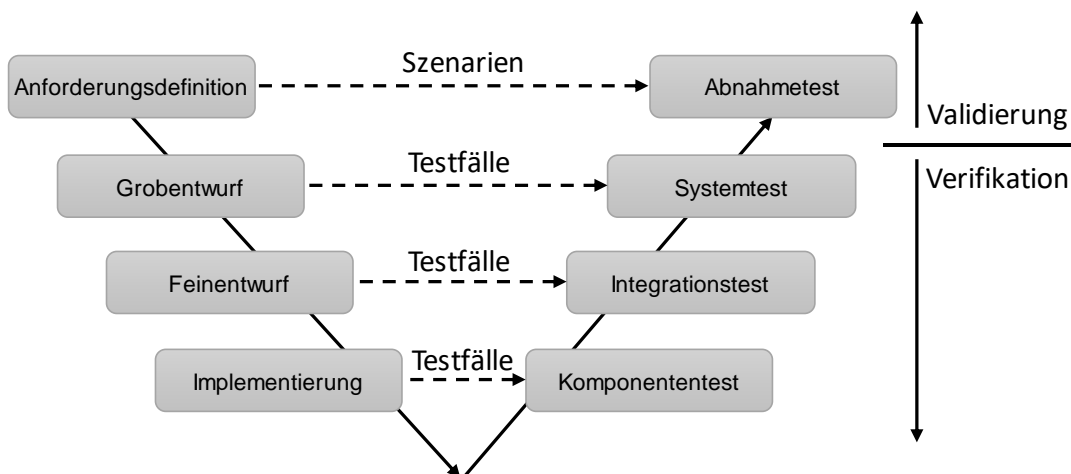 Szenarien
Anforderungsdefinition
Abnahmetest
Validierung
Testfälle
Verifikation
Grobentwurf
Systemtest
Testfälle
Feinentwurf
Integrationstest
Testfälle
Implementierung
Komponententest